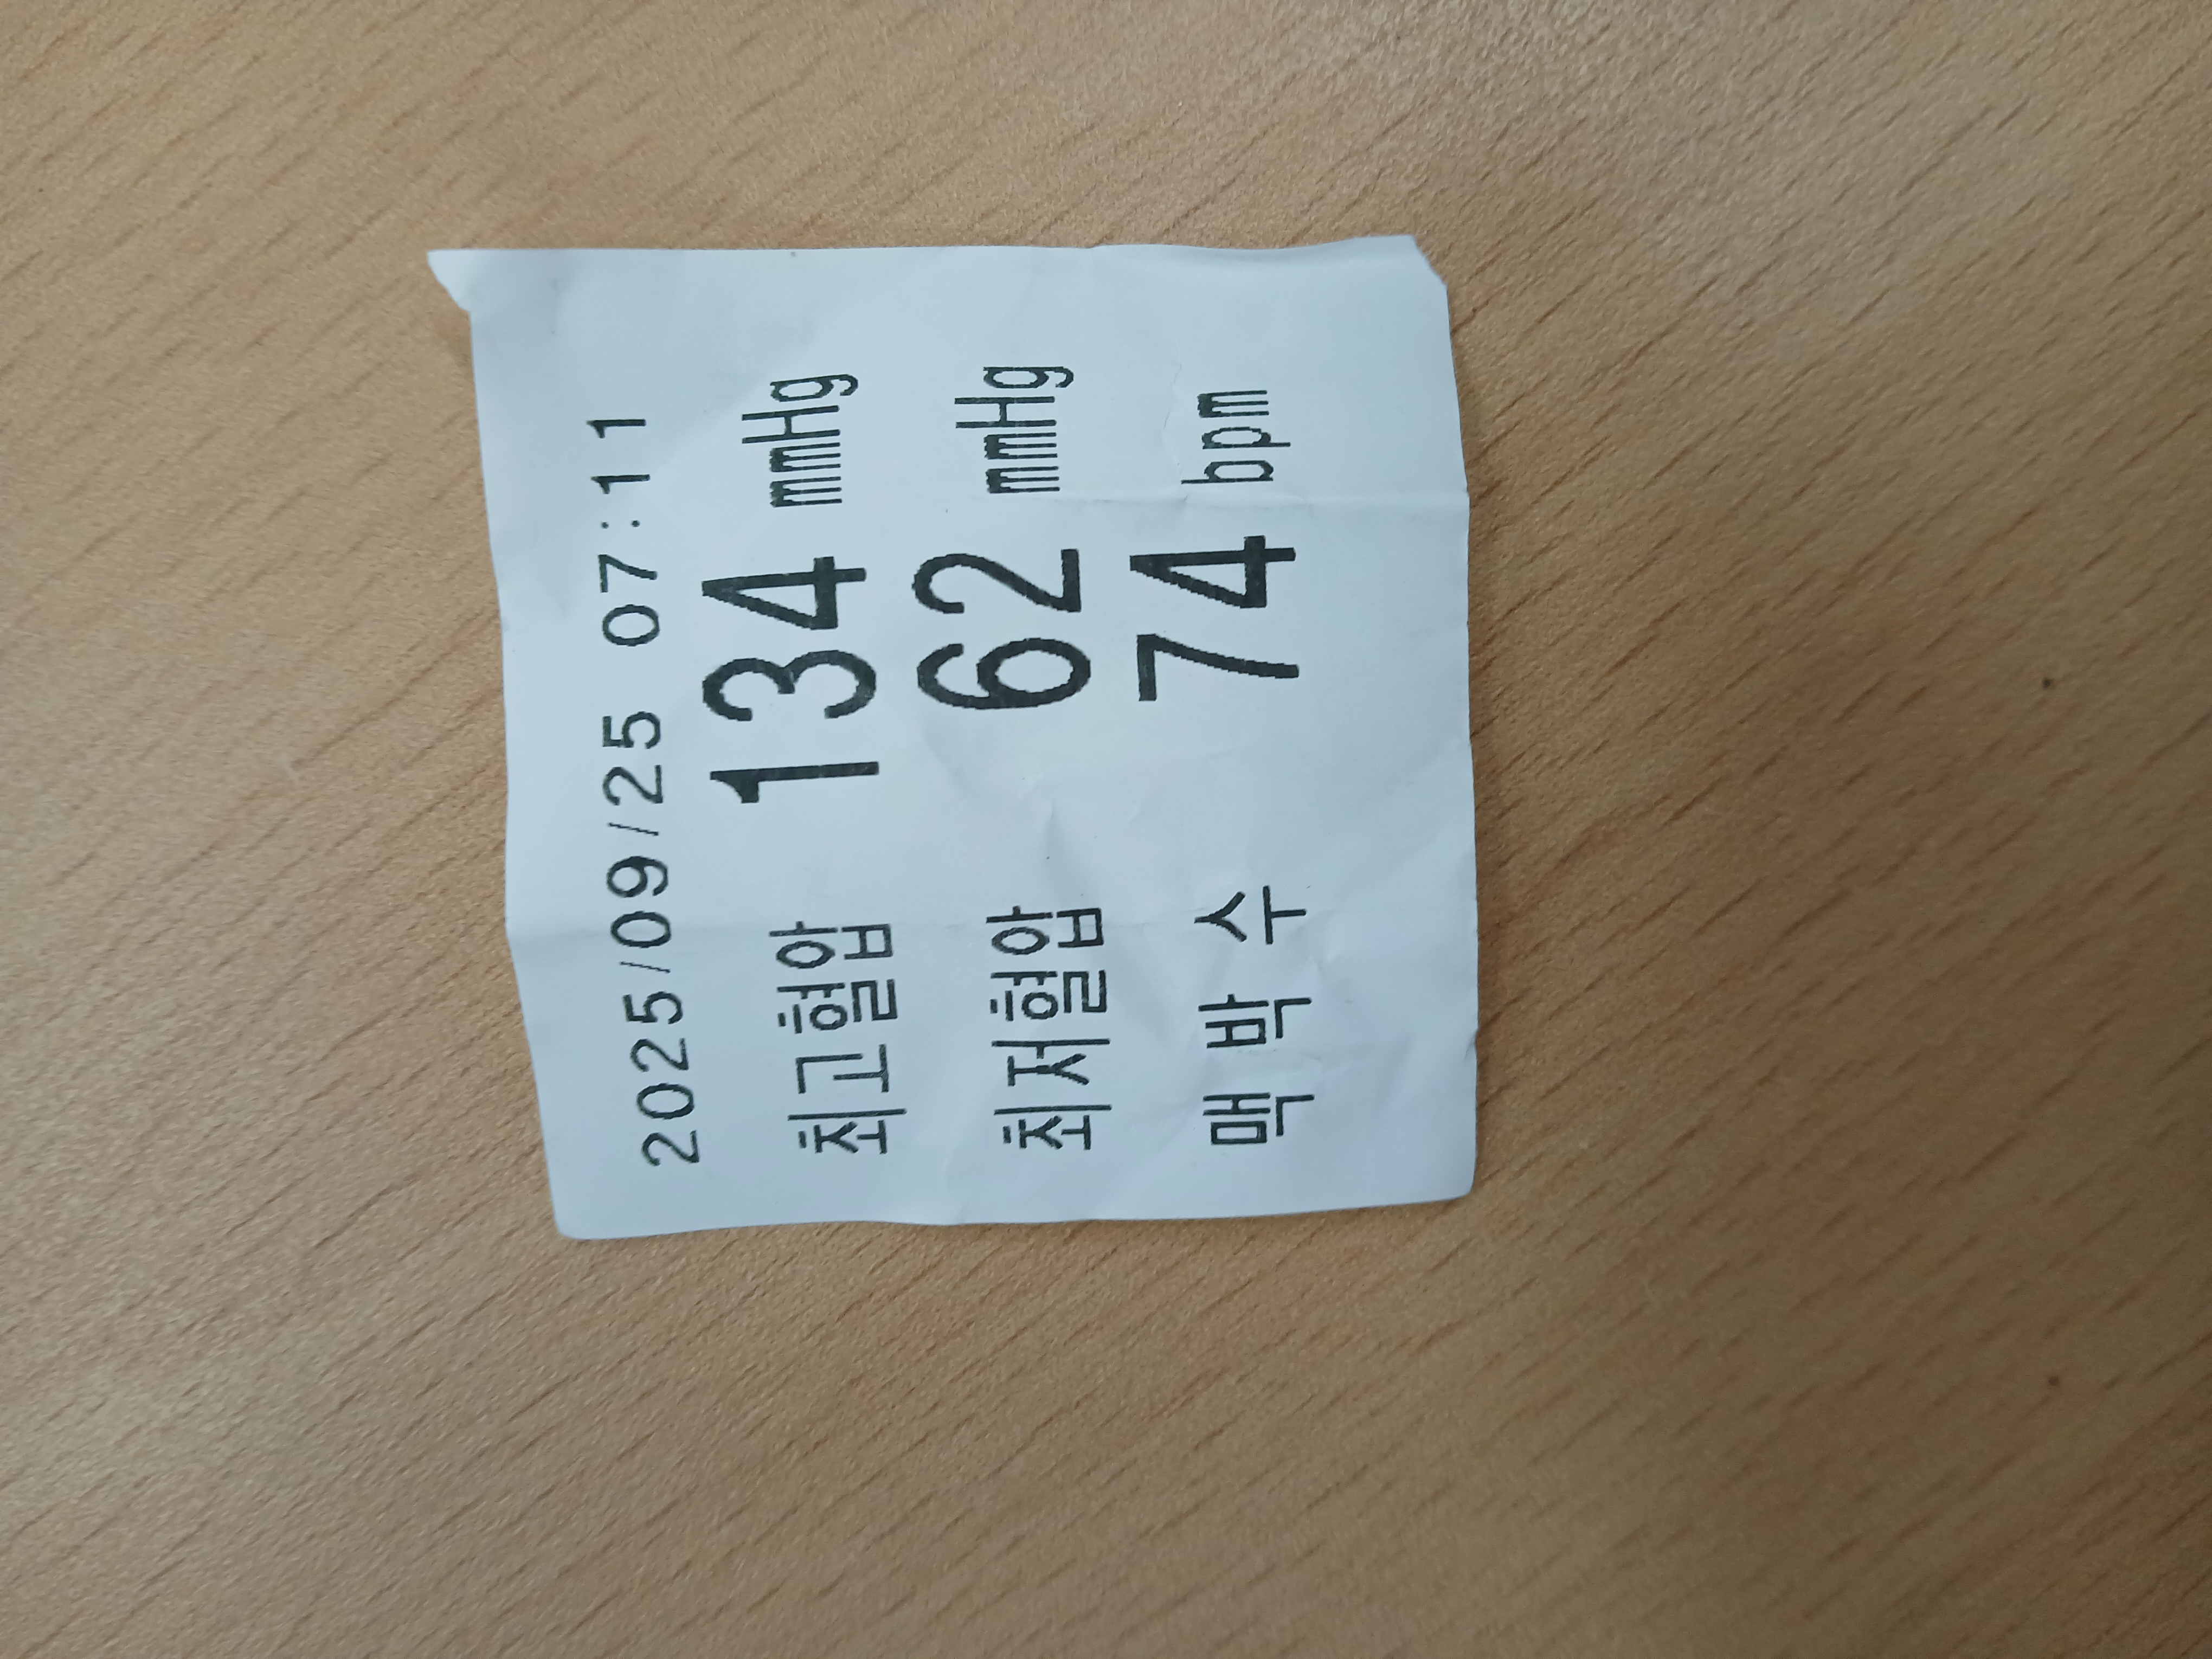 2025/09/25 07:11
최고혈압 134 mmHg
최저혈압 62 mmHg
맥 박 수 74 bpm